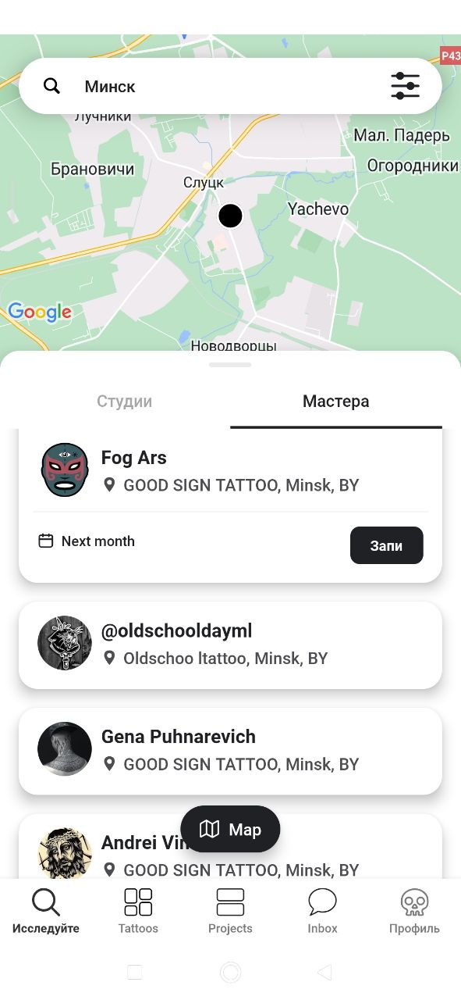 P43
Минск
Лучники
Мал. Падерь
Брановичи
Огородники
Слуцк
Yachevo
Google
Новодворцы
Студии
Мастера
Fog Ars
GOOD SIGN TATTOO, Minsk, BY
Next month
Запи
@oldschooldayml
Oldschoo ltattoo, Minsk, BY
Gena Puhnarevich
GOOD SIGN TATTOO, Minsk, BY
Map
Andrei Vin
GOOD SIGN TATTOO, Minsk, BY
Исследуйте
Tattoos
Projects
Inbox
Профиль